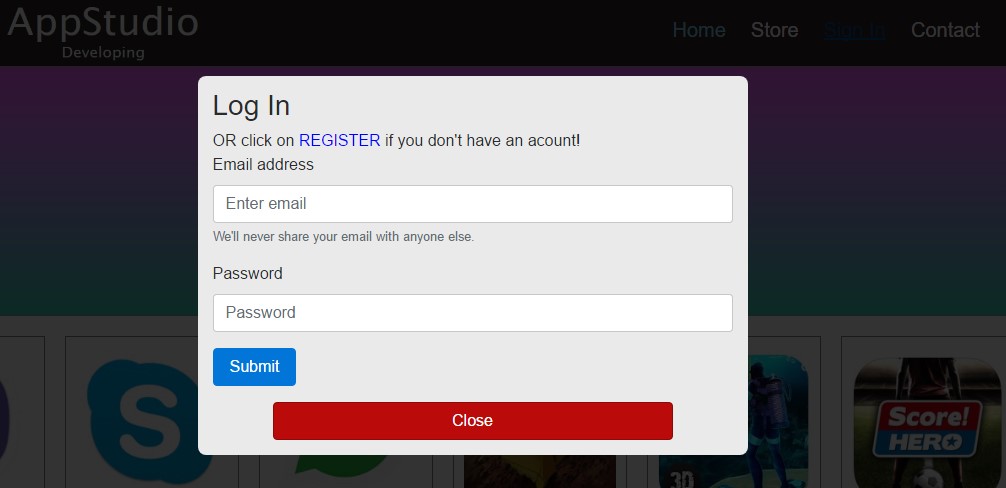 AppStudio
Developing
Home Store Sign In Contact
Log In
OR click on REGISTER if you don't have an acount!
Email address
Enter email
We'll never share your email with anyone else.
Password
Password
Submit
Close
S
3D
Score!
HERO